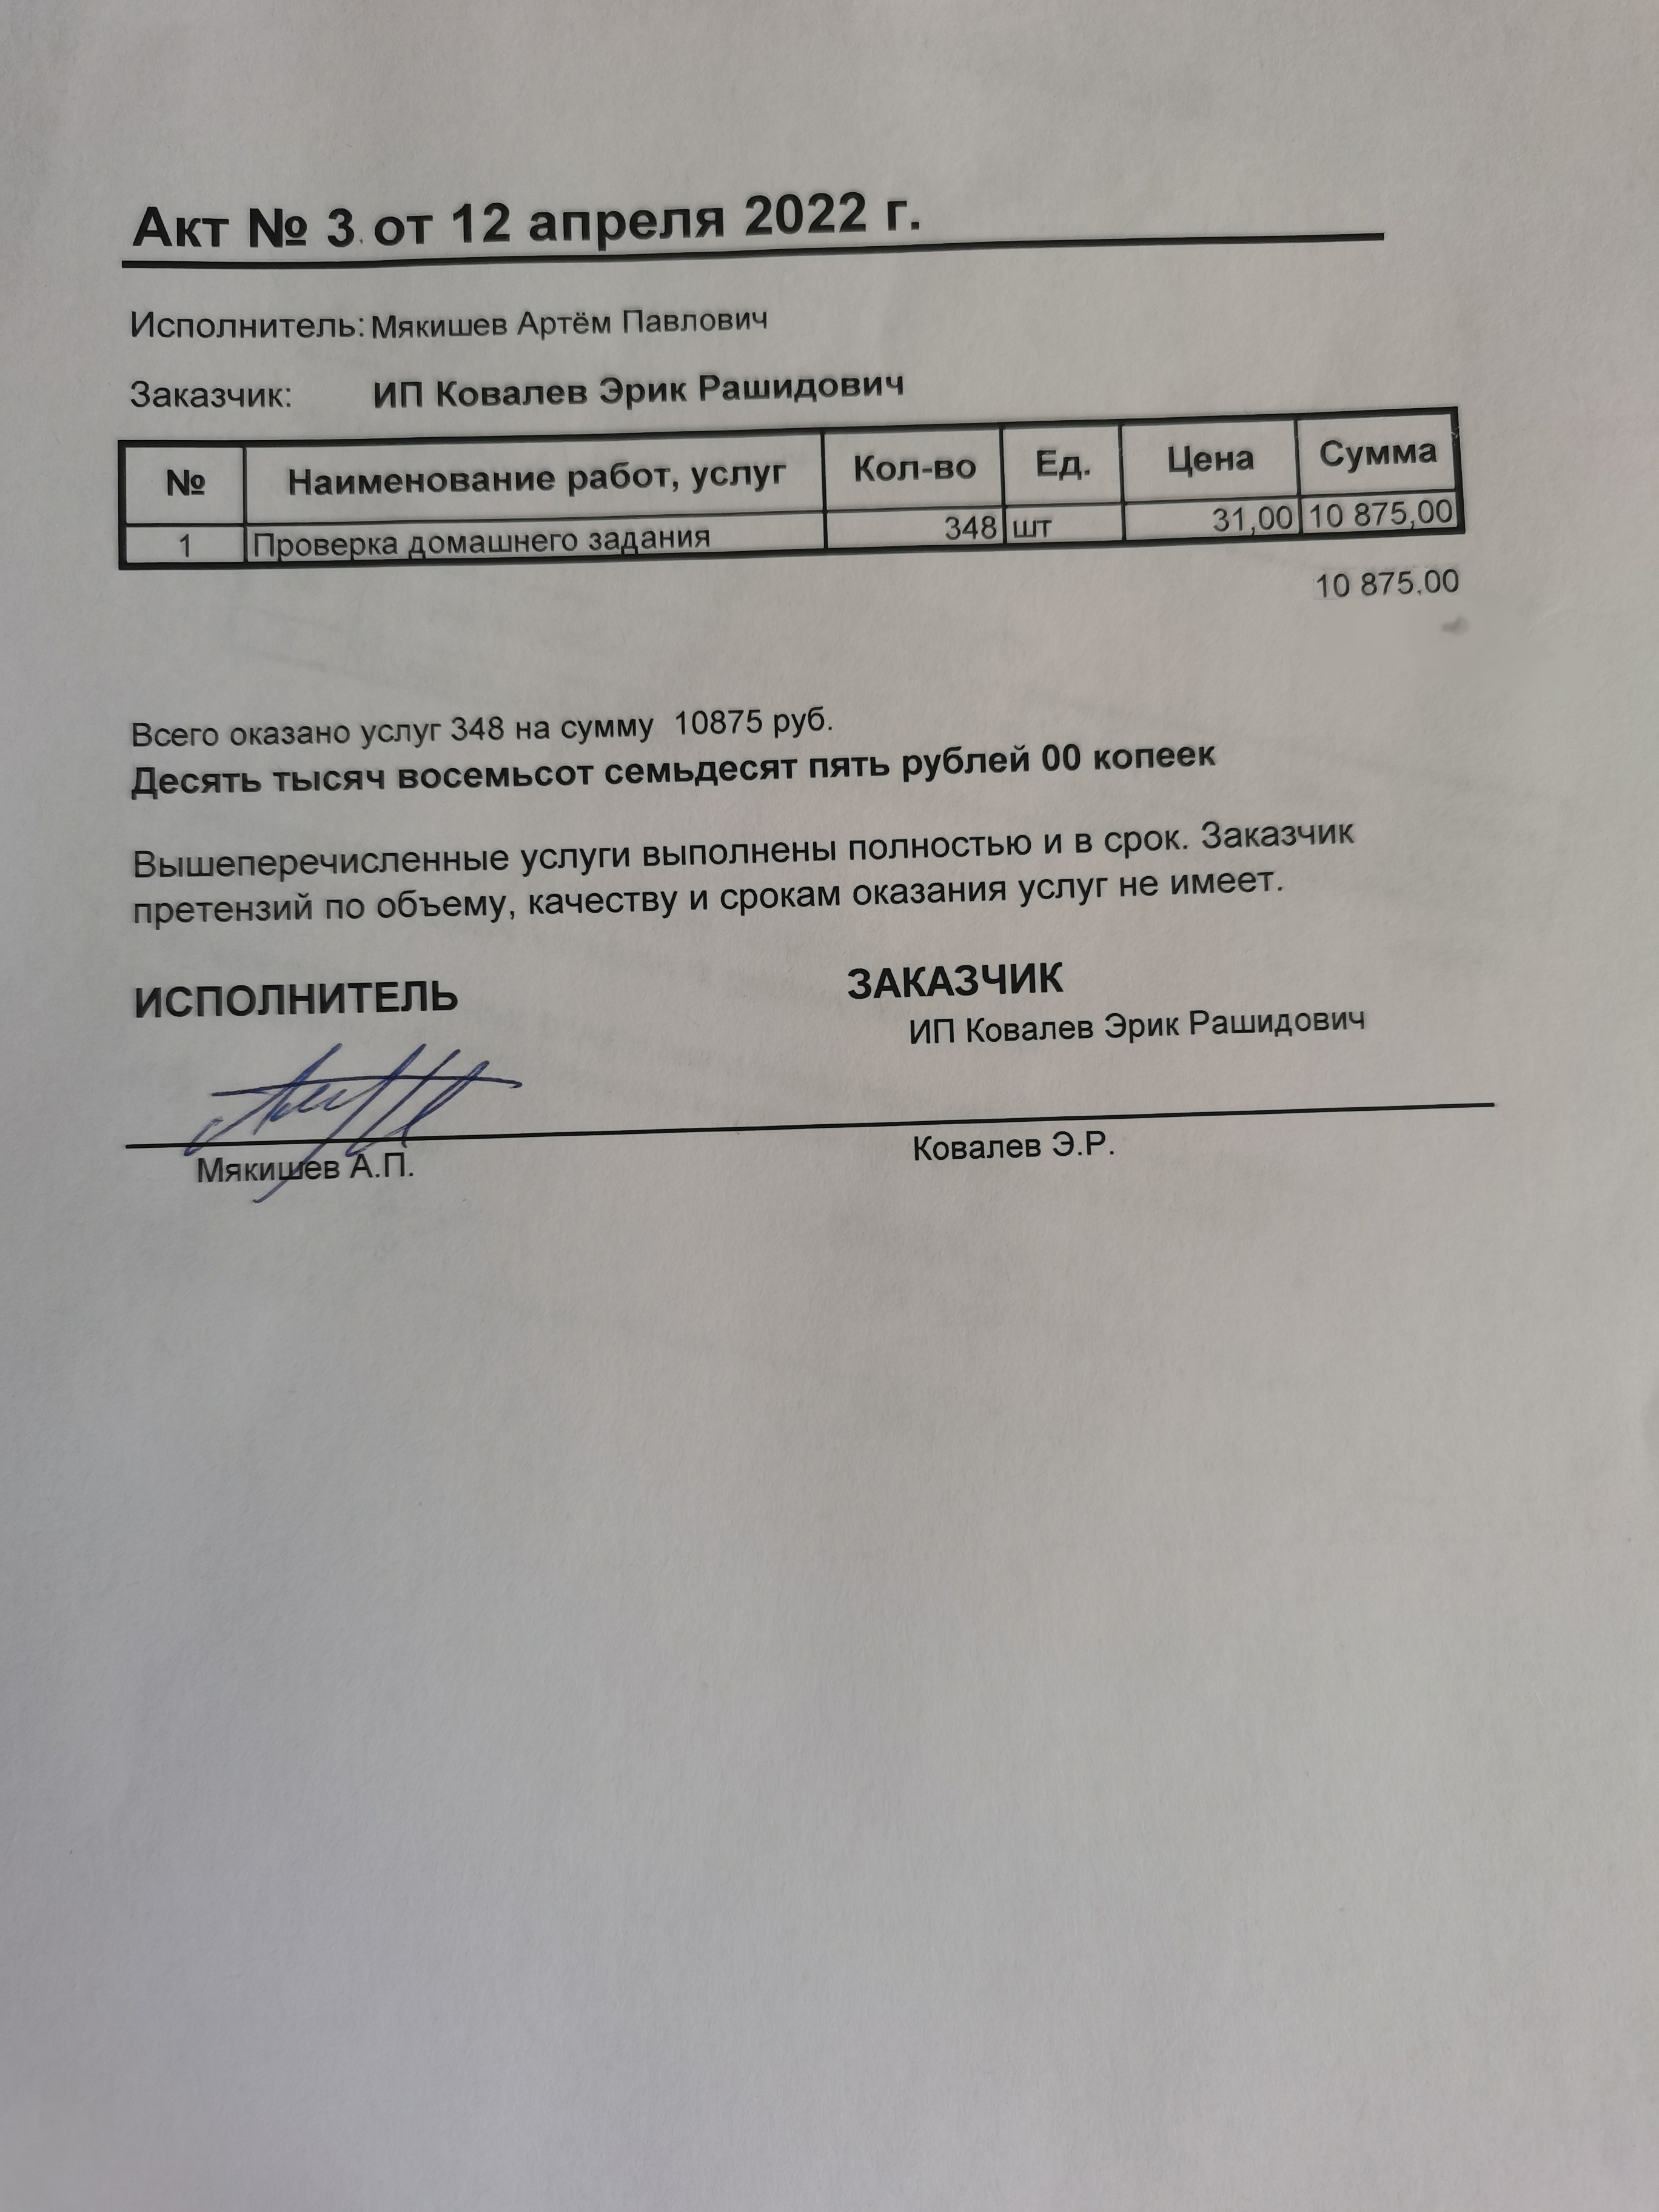 Акт № 3 от 12 апреля 2022 г.
Исполнитель: Мякишев Артём Павлович
Заказчик: ИП Ковалев Эрик Рашидович
№ Наименование работ, услуг Кол-во Ед. Цена Сумма
1 Проверка домашнего задания 348 шт 31,00 10 875,00
10 875,00
Всего оказано услуг 348 на сумму 10875 руб.
Десять тысяч восемьсот семьдесят пять рублей 00 копеек
Вышеперечисленные услуги выполнены полностью и в срок. Заказчик
претензий по объему, качеству и срокам оказания услуг не имеет.
ИСПОЛНИТЕЛЬ ЗАКАЗЧИК
ИП Ковалев Эрик Рашидович
Мякишев А.П. Ковалев Э.Р.